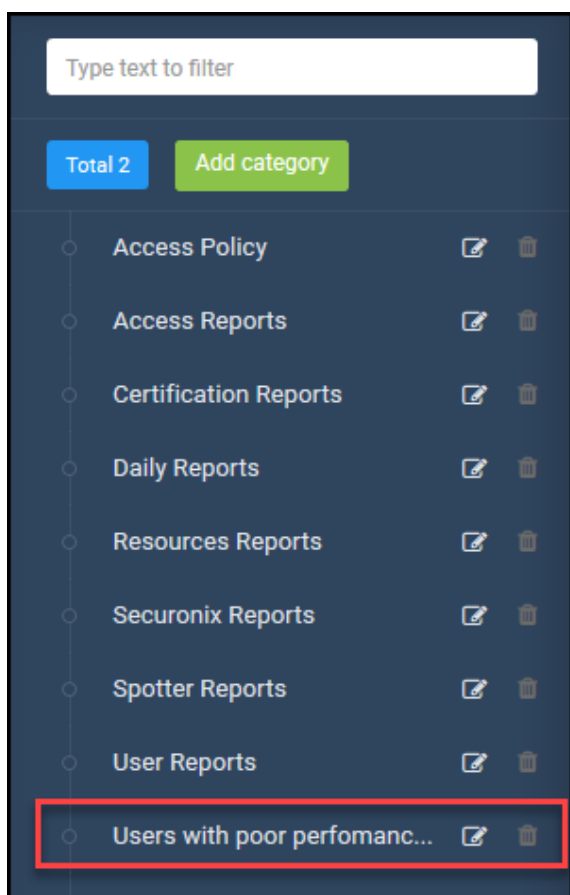 Type text to filter
Total 2
Add category
Access Policy
Access Reports
Certification Reports
Daily Reports
Resources Reports
Securonix Reports
Spotter Reports
User Reports
Users with poor perfomanc...